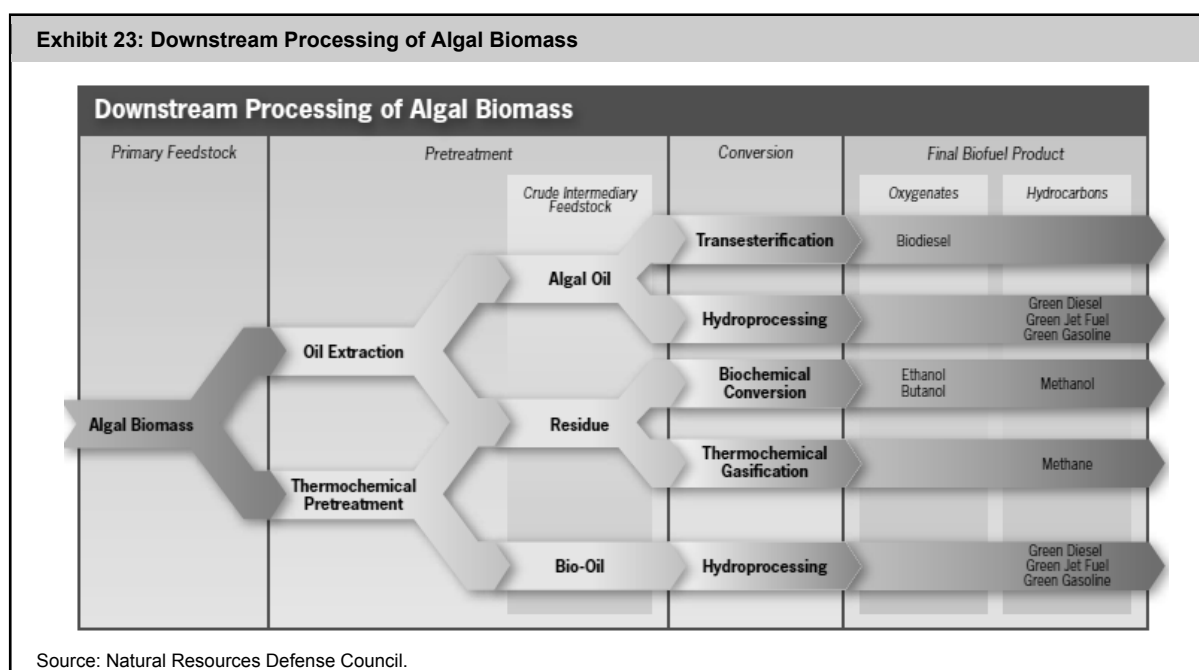 Exhibit 23: Downstream Processing of Algal Biomass
Downstream Processing of Algal Biomass
Primary Feedstock
Pretreatment
Conversion
Final Biofuel Product
Crude Intermediary
Feedstock
Oxygenates
Hydrocarbons
Algal Biomass
Oil Extraction
Thermochemical
Pretreatment
Algal Oil
Residue
Bio-Oil
Transesterification
Biodiesel
Hydroprocessing
Green Diesel
Green Jet Fuel
Green Gasoline
Biochemical
Conversion
Ethanol
Butanol
Methanol
Thermochemical
Gasification
Methane
Hydroprocessing
Green Diesel
Green Jet Fuel
Green Gasoline
Source: Natural Resources Defense Council.